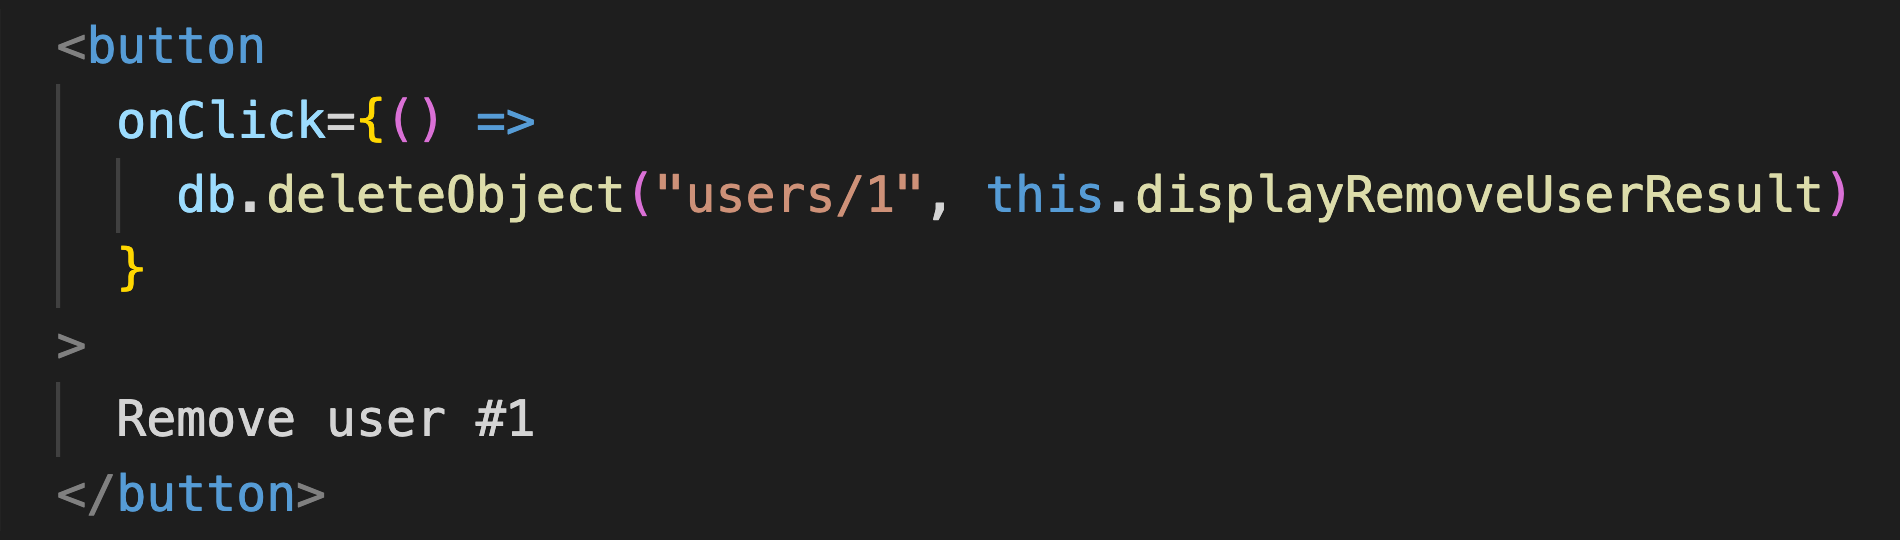 <button
onClick={() =>
db.deleteObject("users/1", this.displayRemoveUserResult)
}
>
Remove user #1
</button>